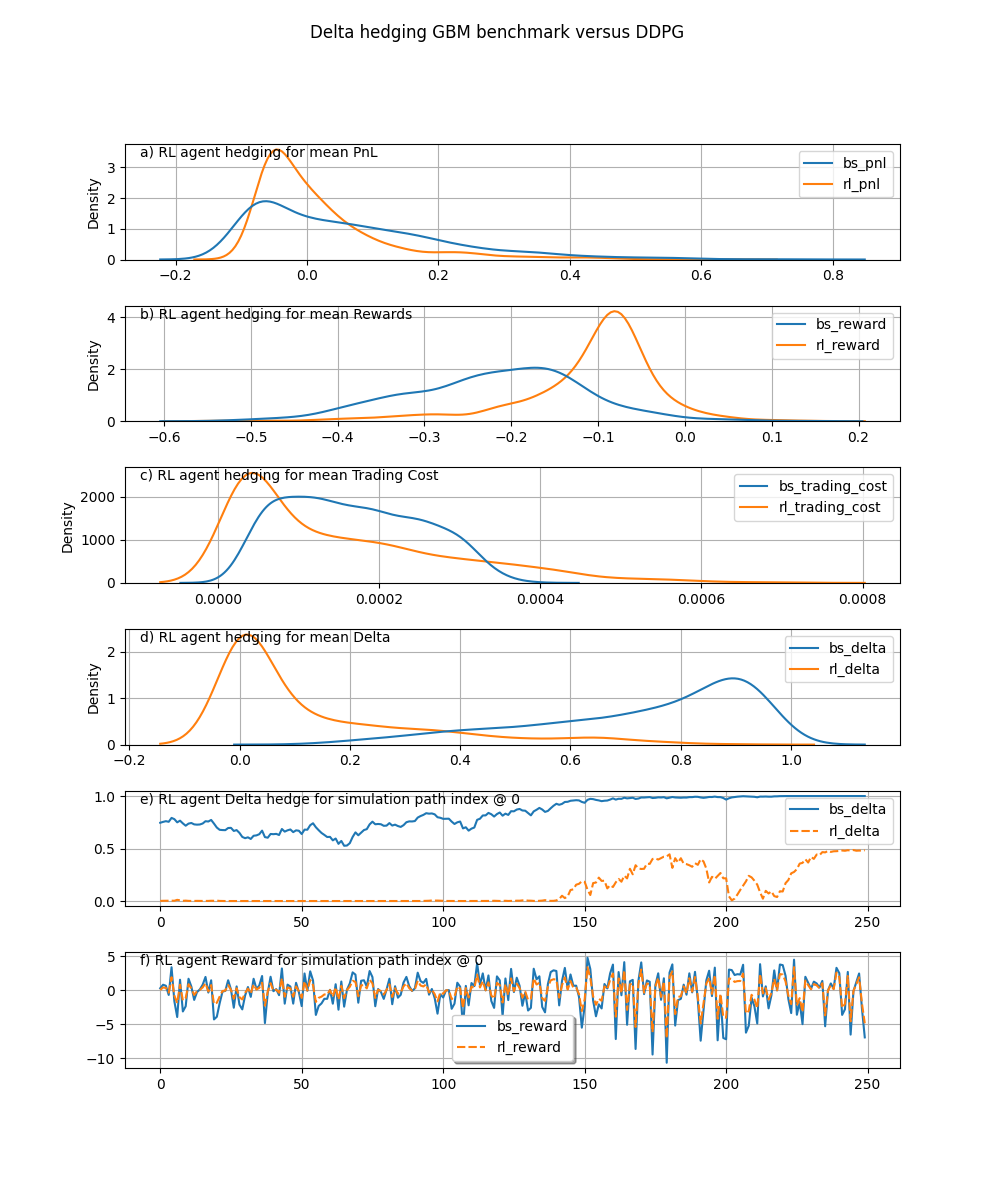 Delta hedging GBM benchmark versus DDPG
a) RL agent hedging for mean PnL
bs_pnl
rl_pnl
Density
3
2
1
0
−0.2 0.0 0.2 0.4 0.6 0.8
b) RL agent hedging for mean Rewards
bs_reward
rl_reward
Density
4
2
0
−0.6 −0.5 −0.4 −0.3 −0.2 −0.1 0.0 0.1 0.2
c) RL agent hedging for mean Trading Cost
bs_trading_cost
rl_trading_cost
Density
2000
1000
0
0.0000 0.0002 0.0004 0.0006 0.0008
d) RL agent hedging for mean Delta
bs_delta
rl_delta
Density
2
1
0
−0.2 0.0 0.2 0.4 0.6 0.8 1.0
e) RL agent Delta hedge for simulation path index @ 0
bs_delta
rl_delta
1.0
0.5
0.0
0 50 100 150 200 250
f) RL agent Reward for simulation path index @ 0
5
0
−5
−10
bs_reward
rl_reward
0 50 100 150 200 250